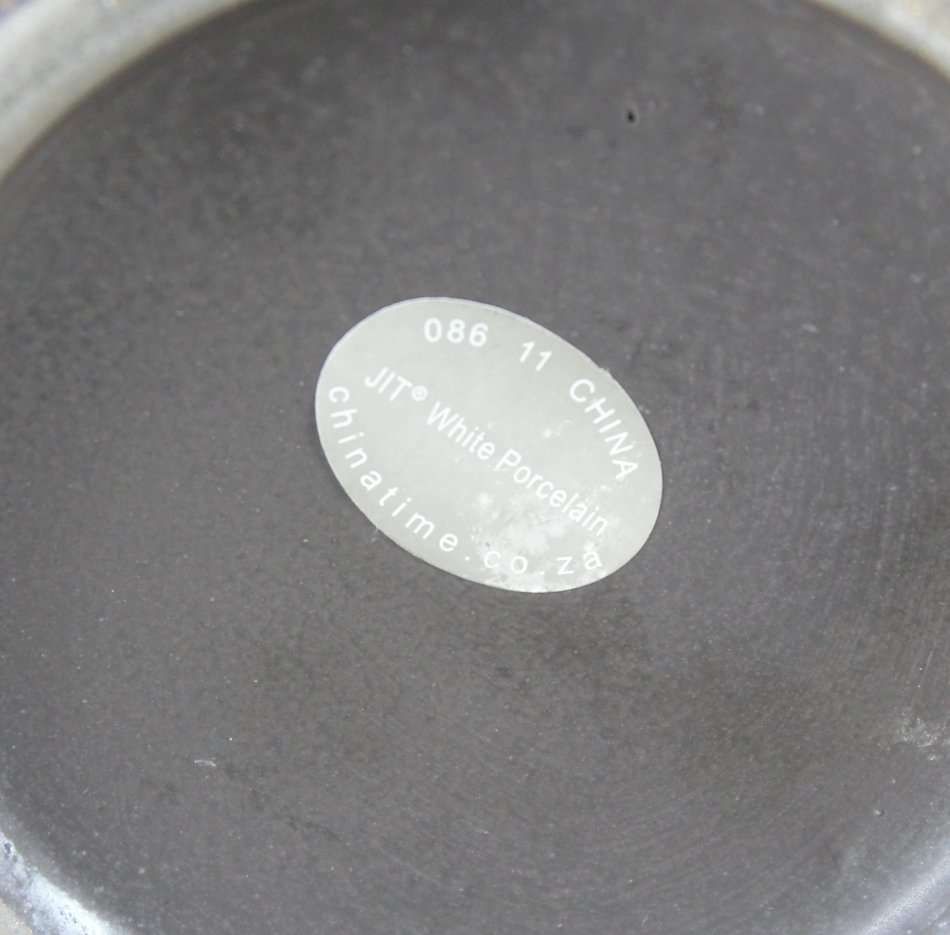 086 11 CHINA
JIT® White Porcelain
chinatime.co.za